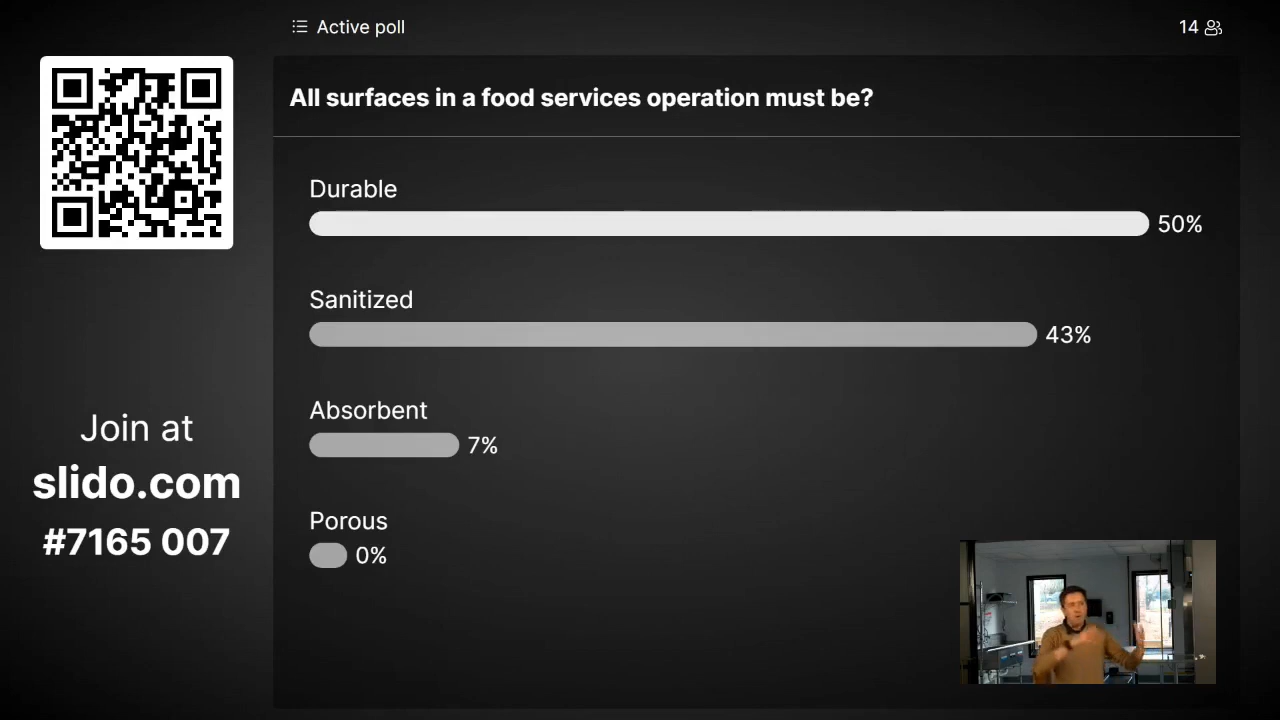 Active poll
14
All surfaces in a food services operation must be?
Durable
50%
Sanitized
43%
Absorbent
7%
Porous
0%
Join at
slido.com
#7165 007